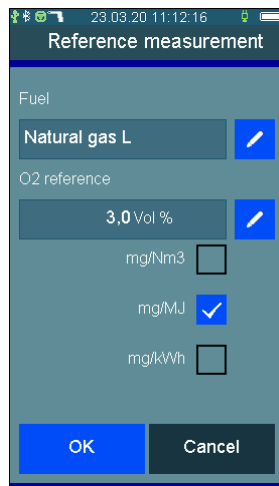 23.03.20 11:12:16
Reference measurement
Fuel
Natural gas L
O2 reference
3,0 Vol %
mg/Nm3
mg/MJ
mg/kWh
OK Cancel